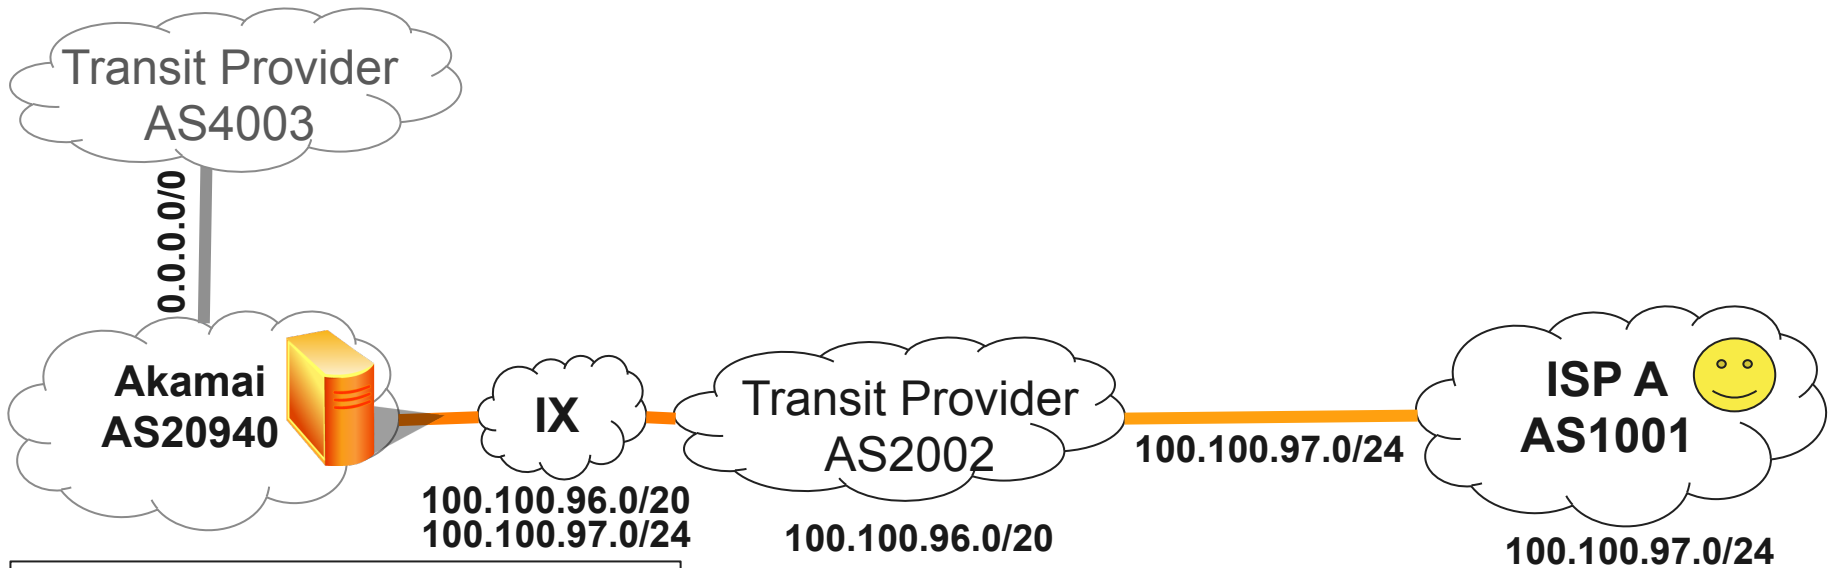 Transit Provider
AS4003
0.0.0.0/0
Akamai
AS20940
IX
100.100.96.0/20
100.100.97.0/24
Transit Provider
AS2002
100.100.96.0/20
100.100.97.0/24
ISP A
AS1001
100.100.97.0/24